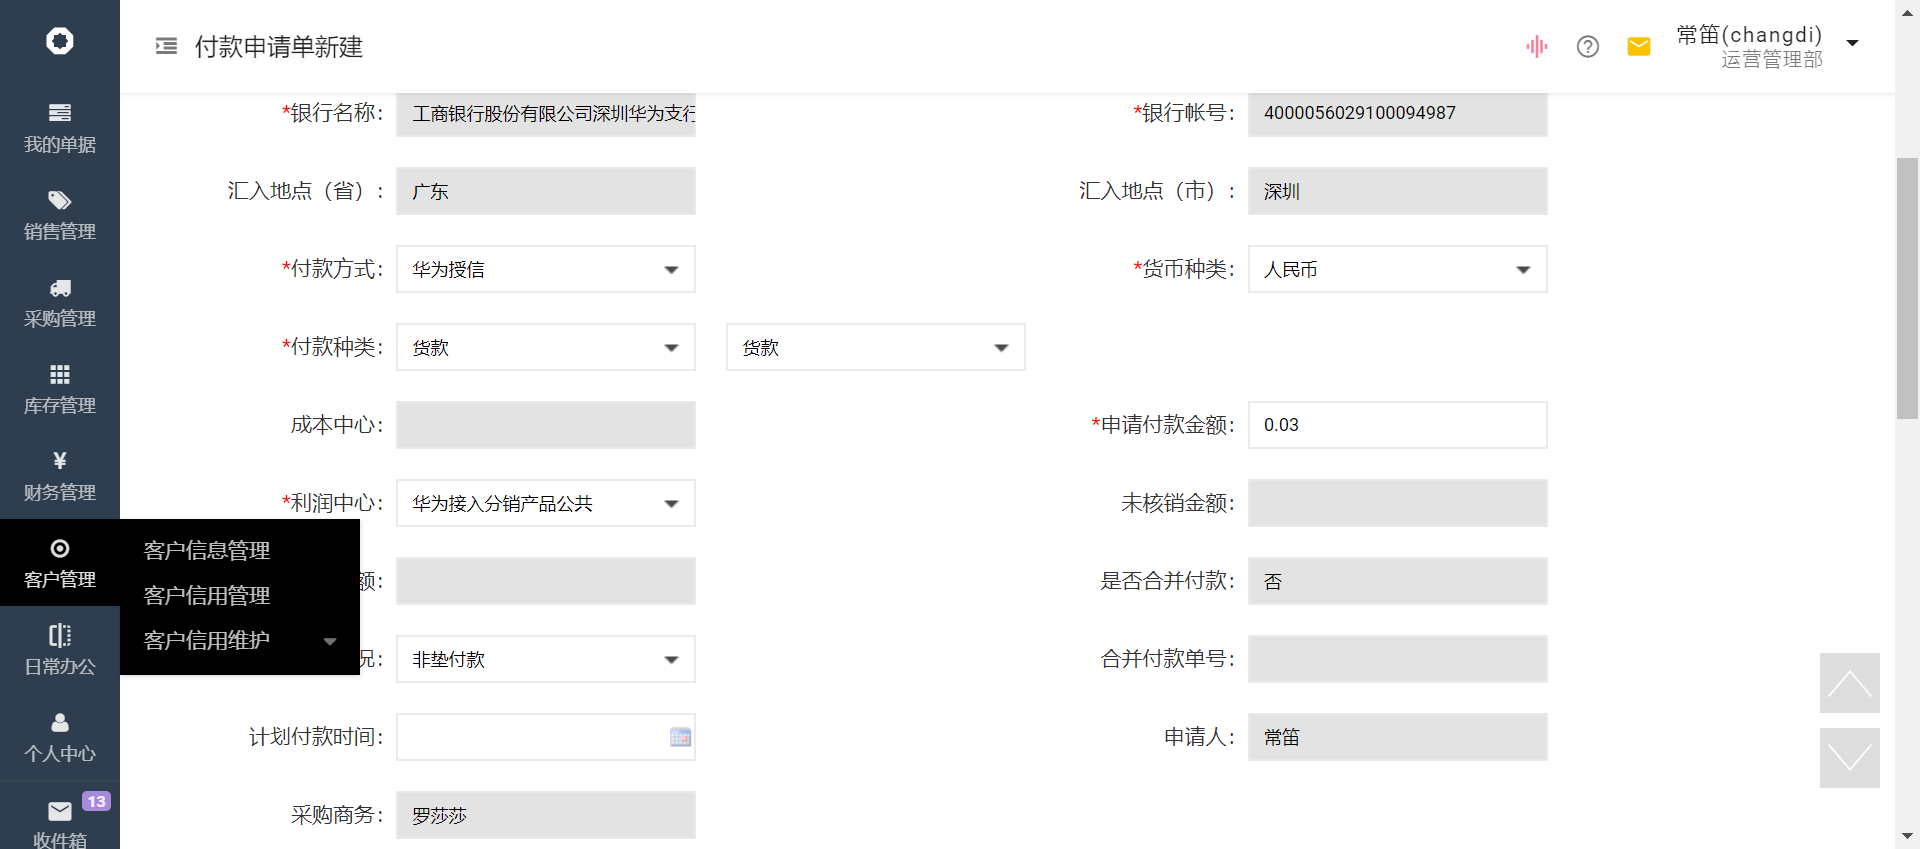 付款申请单新建
常笛(changdi)
运营管理部
我的单据
销售管理
采购管理
库存管理
¥
财务管理
客户管理
日常办公
个人中心
13
收件箱
客户信息管理
客户信用管理
客户信用维护
*银行名称： 工商银行股份有限公司深圳华为支行
*银行帐号： 4000056029100094987
汇入地点（省）： 广东
汇入地点（市）： 深圳
*付款方式： 华为授信
*货币种类： 人民币
*付款种类： 货款 货款
成本中心：
*申请付款金额： 0.03
*利润中心： 华为接入分销产品公共
未核销金额：
额：
是否合并付款： 否
况： 非垫付款
合并付款单号：
计划付款时间：
申请人： 常笛
采购商务： 罗莎莎